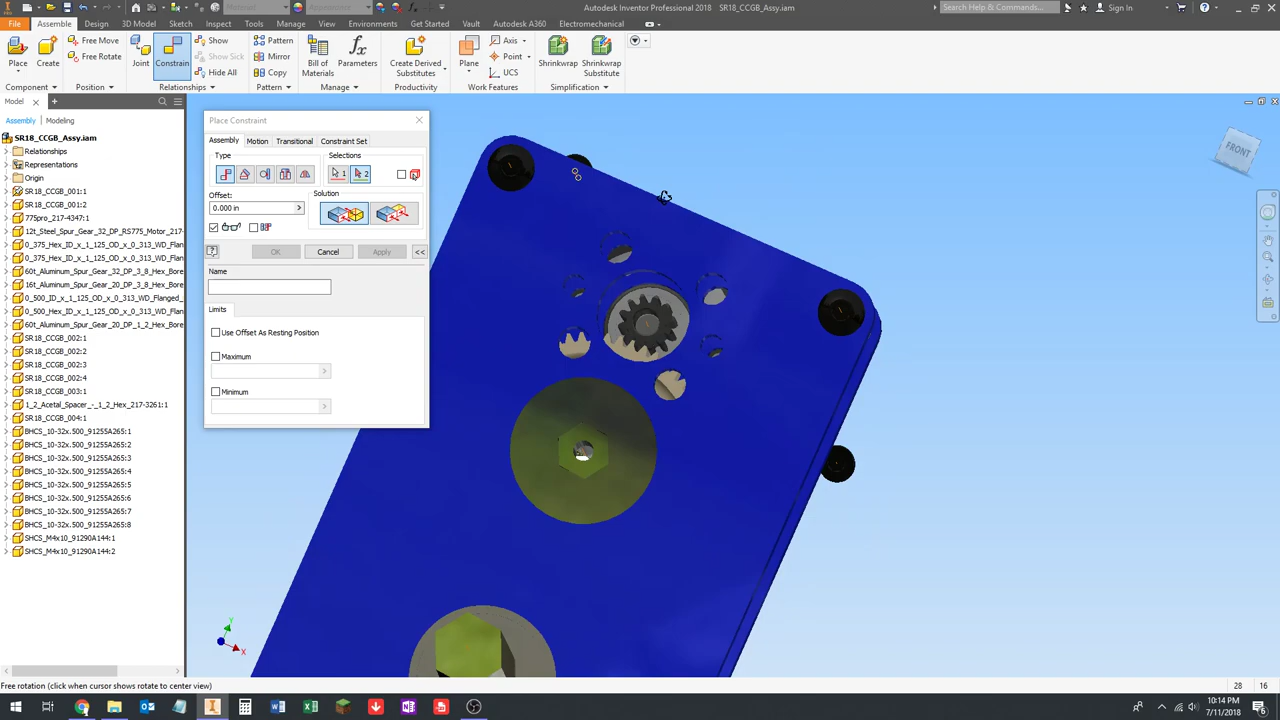 Autodesk Inventor Professional 2018   SR18_CCGB_Assy.iam
Search Help & Commands...
Sign In
File
Assemble
Design
3D Model
Sketch
Inspect
Tools
Manage
View
Environments
Get Started
Vault
Autodesk A360
Electromechanical
Place
Create
Free Move
Free Rotate
Joint
Constrain
Show
Show Sick
Hide All
Pattern
Mirror
Copy
Bill of
Materials
Parameters
Create Derived
Substitutes
Plane
Axis
Point
UCS
Shrinkwrap
Shrinkwrap
Substitute
Component
Position
Relationships
Pattern
Manage
Productivity
Work Features
Simplification
Model
Assembly
Modeling
SR18_CCGB_Assy.iam
Relationships
Representations
Origin
SR18_CCGB_001:1
SR18_CCGB_001:2
775pro_217-4347:1
12t_Steel_Spur_Gear_32_DP_RS775_Motor_217-
0_375_Hex_ID_x_1_125_OD_x_0_313_WD_Flan
0_375_Hex_ID_x_1_125_OD_x_0_313_WD_Flan
60t_Aluminum_Spur_Gear_32_DP_3_8_Hex_Bore
16t_Aluminum_Spur_Gear_20_DP_3_8_Hex_Bore
0_500_ID_x_1_125_OD_x_0_313_WD_Flanged_
0_500_Hex_ID_x_1_125_OD_x_0_313_WD_Flan
60t_Aluminum_Spur_Gear_20_DP_1_2_Hex_Bore
SR18_CCGB_002:1
SR18_CCGB_002:2
SR18_CCGB_002:3
SR18_CCGB_002:4
SR18_CCGB_003:1
1_2_Acetal_Spacer_-_1_2_Hex_217-3261:1
SR18_CCGB_004:1
BHCS_10-32x.500_91255A265:1
BHCS_10-32x.500_91255A265:2
BHCS_10-32x.500_91255A265:3
BHCS_10-32x.500_91255A265:4
BHCS_10-32x.500_91255A265:5
BHCS_10-32x.500_91255A265:6
BHCS_10-32x.500_91255A265:7
BHCS_10-32x.500_91255A265:8
SHCS_M4x10_91290A144:1
SHCS_M4x10_91290A144:2
Place Constraint
Assembly
Motion
Transitional
Constraint Set
Type
Selections
1
2
Offset:
Solution
0.000 in
OK
Cancel
Apply
<<
Name
Limits
Use Offset As Resting Position
Maximum
Minimum
FRONT
Y
X
Free rotation (click when cursor shows rotate to center view)
28
16
10:14 PM
7/11/2018